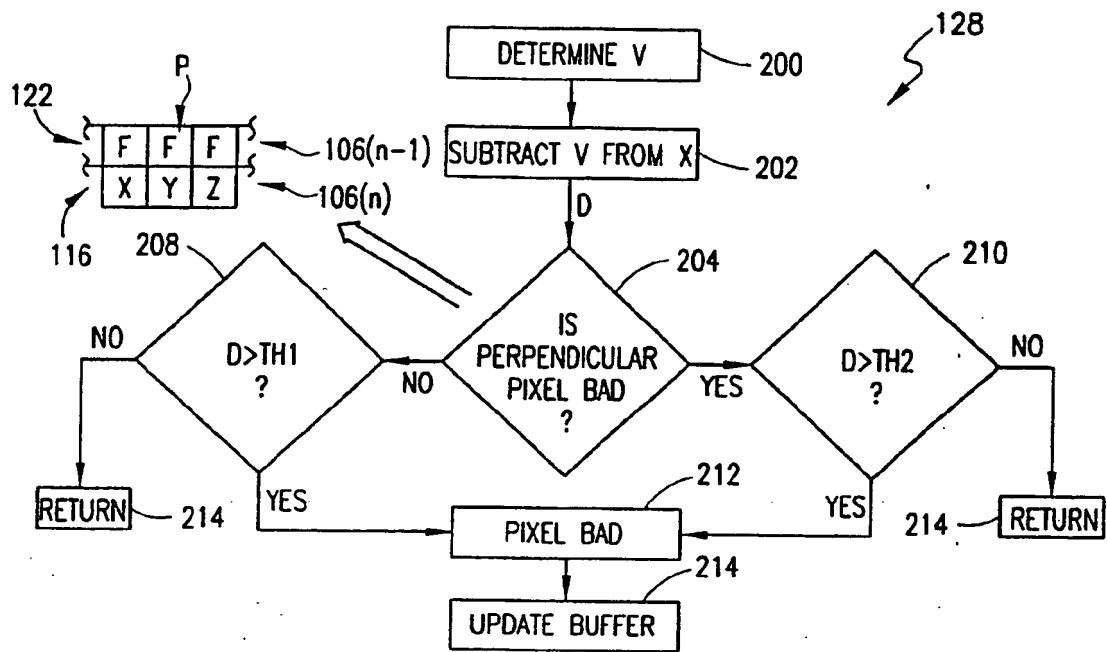 128
DETERMINE V
200
P
122
F F F
106(n-1)
X Y Z
106(n)
116
SUBTRACT V FROM X
202
D
208
204
210
NO
D>TH1
?
NO
IS
PERPENDICULAR
PIXEL BAD
?
YES
D>TH2
?
NO
RETURN
214
YES
212
PIXEL BAD
YES
214
RETURN
214
UPDATE BUFFER